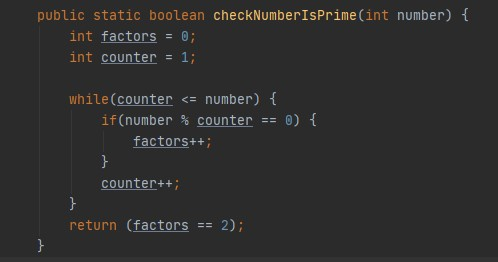 public static boolean checkNumberIsPrime(int number) {
    int factors = 0;
    int counter = 1;

    while(counter <= number) {
        if(number % counter == 0) {
            factors++;
        }
        counter++;
    }
    return (factors == 2);
}